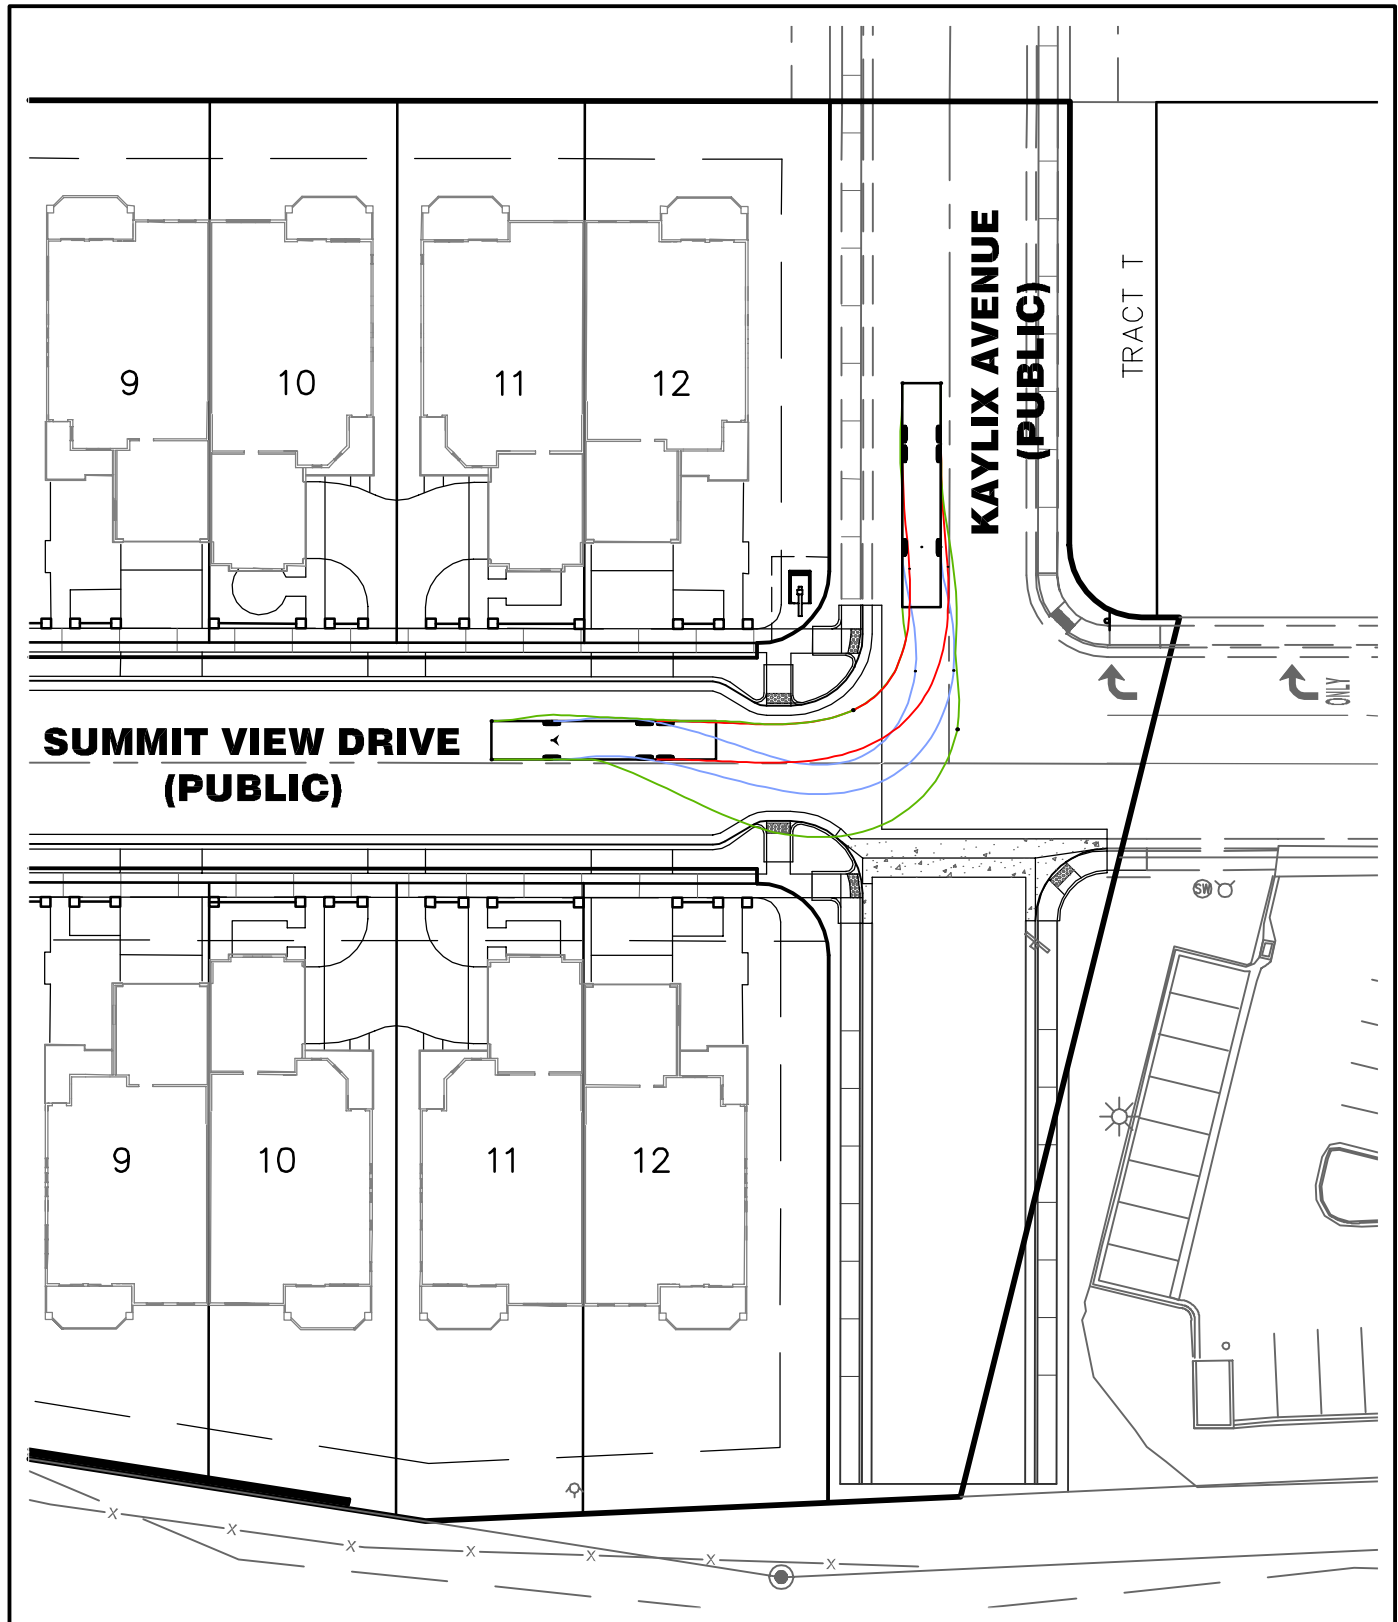 KAYLIX AVENUE
(PUBLIC)
TRACT T
9
10
11
12
ONLY
SUMMIT VIEW DRIVE
(PUBLIC)
SW
9
10
11
12
X
X
X
X
X
X
X